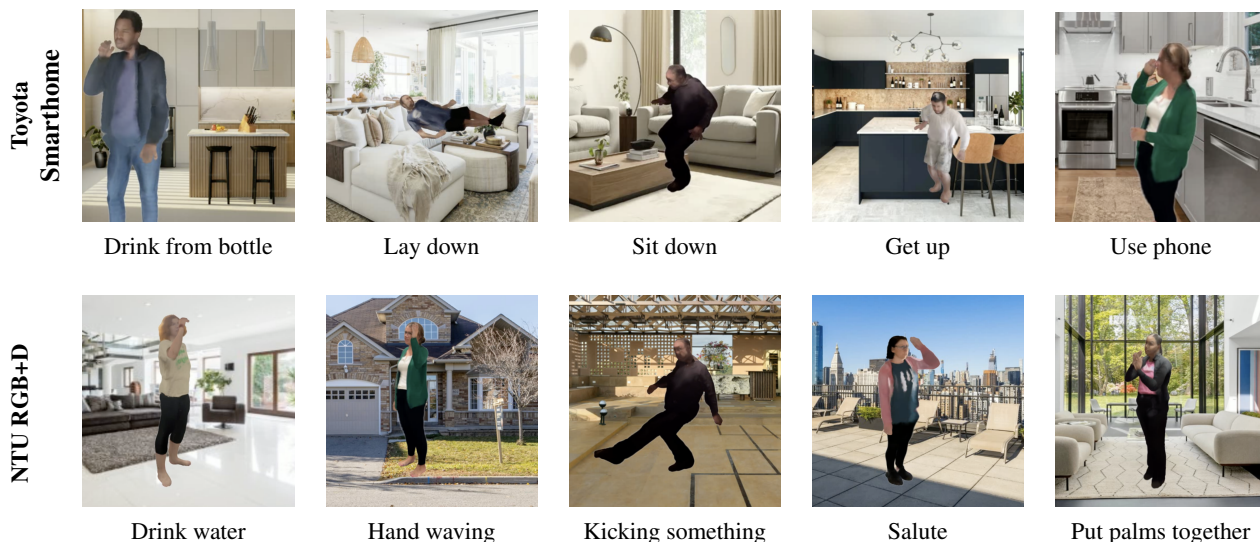 Toyota
Smarthome
Drink from bottle
Lay down
Sit down
Get up
Use phone
NTU RGB+D
Drink water
Hand waving
Kicking something
Salute
Put palms together